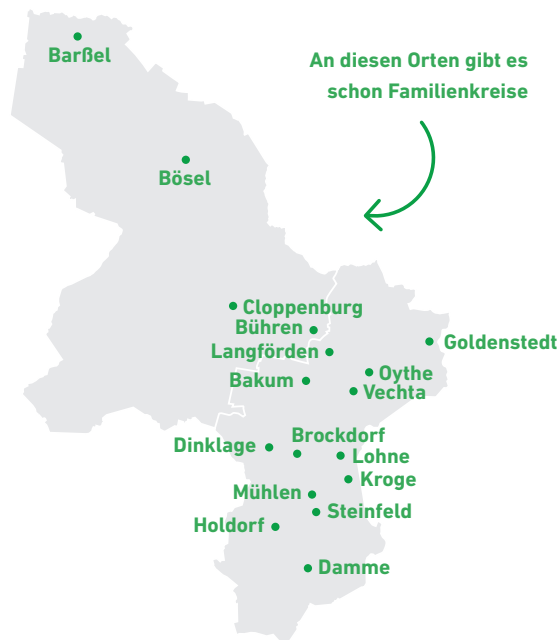 Barßel
An diesen Orten gibt es
schon Familienkreise
Bösel
Cloppenburg
Bühren
Goldenstedt
Langförden
Oythe
Bakum
Vechta
Brockdorf
Dinklage
Lohne
Kroge
Mühlen
Steinfeld
Holdorf
Damme